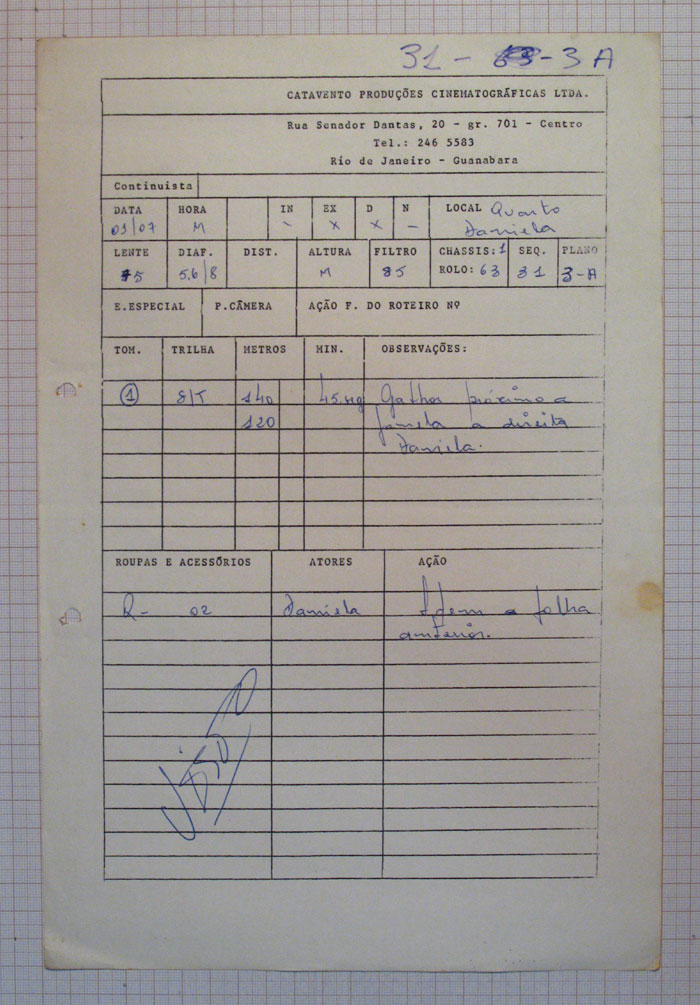 31 - 63 - 3A
CATAVENTO PRODUÇÕES CINEMATOGRÁFICAS LTDA.
Rua Senador Dantas, 20 - gr. 701 - Centro
Tel.: 246 5583
Rio de Janeiro - Guanabara
Continuista
DATA HORA IN EX D N LOCAL Quarto
03/07 M - X X - Daniela
LENTE DIAF. DIST. ALTURA FILTRO CHASSIS: 1 SEQ. PLANO
75 5.6/8 M 85 ROLO: 63 31 3-A
E.ESPECIAL P.CÂMERA AÇÃO F. DO ROTEIRO Nº
TOM. TRILHA METROS MIN. OBSERVAÇÕES:
1 S/T 140 Galhos próximo a
120 janela a direita
Daniela.
ROUPAS E ACESSÓRIOS ATORES AÇÃO
R- 02 Daniela Idem a folha
anterior.
Visto